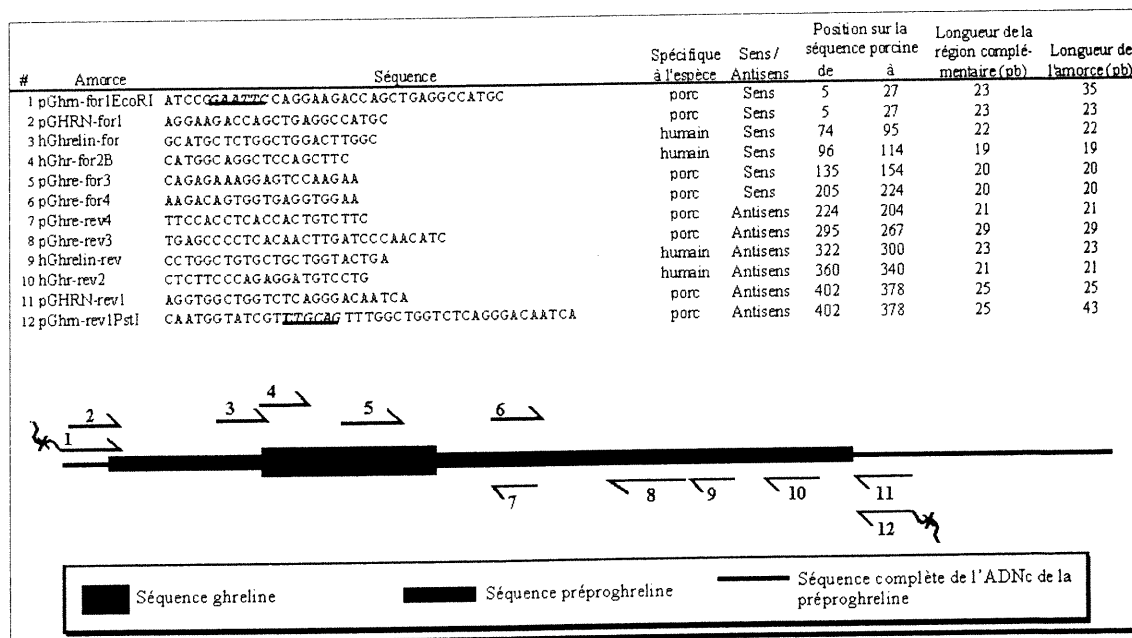 Position sur la Longueur de la
Spécifique Sens / séquence porcine région complé- Longueur de
# Amorce Séquence à l'espèce Antisens de à mentaire (pb) l'amorce (pb)
1 pGhrn-for1EcoRI ATCCGGAATTCCAGGAAGACCAGCTGAGGCCATGC porc Sens 5 27 23 35
2 pGHRN-for1 AGGAAGACCAGCTGAGGCCATGC porc Sens 5 27 23 23
3 hGhrelin-for GCATGCTCTGGCTGGACTTGGC humain Sens 74 95 22 22
4 hGhr-for2B CATGGCAGGCTCCAGCTTC humain Sens 96 114 19 19
5 pGhre-for3 CAGAGAAAGGAGTCCAAGAA porc Sens 135 154 20 20
6 pGhre-for4 AAGACAGTGGTGAGGTGGAA porc Sens 205 224 20 20
7 pGhre-rev4 TTCCACCTCACCACTGTCTTC porc Antisens 224 204 21 21
8 pGhre-rev3 TGAGCCCCTCACAACTTGATCCCAACATC porc Antisens 295 267 29 29
9 hGhrelin-rev CCTGGCTGTGCTGCTGGTACTGA humain Antisens 322 300 23 23
10 hGhr-rev2 CTCTTCCCAGAGGATGTCCTG humain Antisens 360 340 21 21
11 pGHRN-rev1 AGGTGGCTGGTCTCAGGGACAATCA porc Antisens 402 378 25 25
12 pGhrn-rev1PstI CAATGGTATCGTTCTGCAGTTTGGCTGGTCTCAGGGACAATCA porc Antisens 402 378 25 43
4
2 3 5 6
1
7 8 9 10 11
12
Séquence ghreline Séquence préproghreline Séquence complète de l'ADNc de la
préproghreline